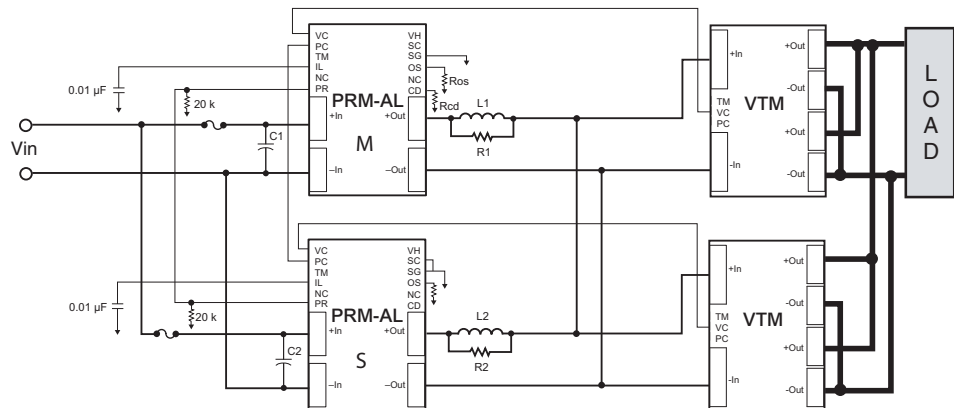 VC
PC
TM
IL
NC
PR
VH
SC
SG
OS
NC
CD
PRM-AL
M
+In
–In
+Out
–Out
0.01 µF
20 k
Ros
Rcd
L1
R1
C1
Vin
+In
-In
TM
VC
PC
VTM
+Out
-Out
+Out
-Out
LOAD
VC
PC
TM
IL
NC
PR
VH
SC
SG
OS
NC
CD
PRM-AL
S
+In
–In
+Out
–Out
0.01 µF
20 k
L2
R2
C2
+In
-In
TM
VC
PC
VTM
+Out
-Out
+Out
-Out